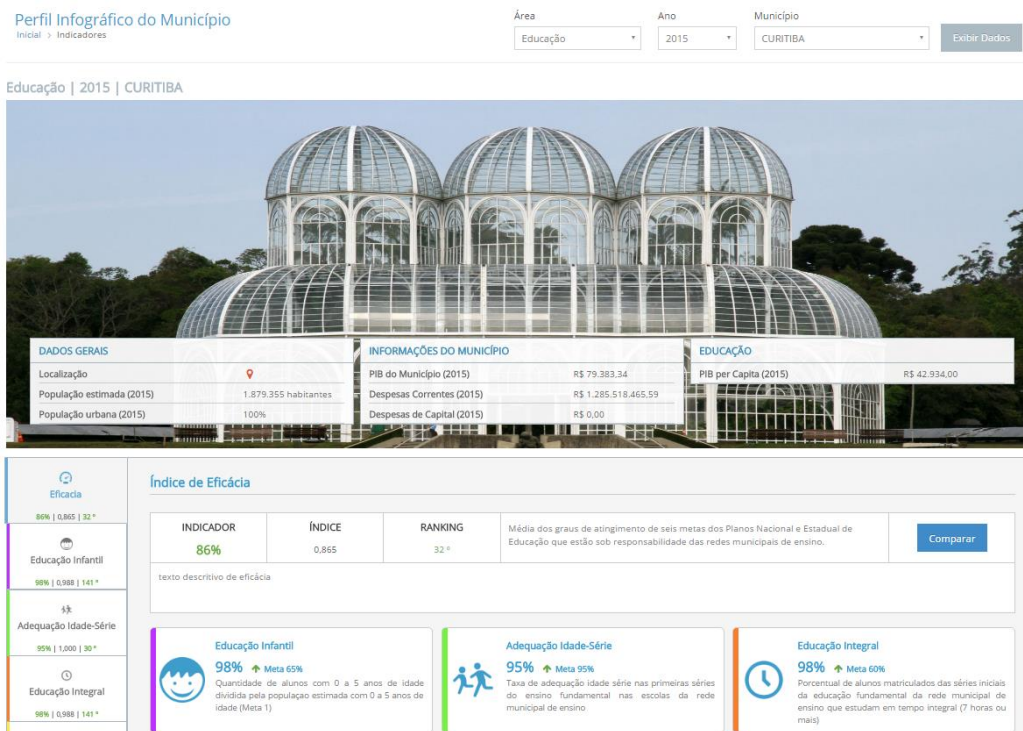 Perfil Infográfico do Município
Inicial > Indicadores
Área
Ano
Município
Educação
2015
CURITIBA
Exibir Dados
Educação | 2015 | CURITIBA
DADOS GERAIS
Localização
População estimada (2015) 1.879.355 habitantes
População urbana (2015) 100%
INFORMAÇÕES DO MUNICÍPIO
PIB do Município (2015) R$ 79.383,34
Despesas Correntes (2015) R$ 1.285.518.465,59
Despesas de Capital (2015) R$ 0,00
EDUCAÇÃO
PIB per Capita (2015) R$ 42.934,00
Eficacia
86% | 0,865 | 32 º
Educação Infantil
98% | 0,988 | 141 º
Adequação Idade-Série
95% | 1,000 | 30 º
Educação Integral
98% | 0,988 | 141 º
Índice de Eficácia
INDICADOR
86%
ÍNDICE
0,865
RANKING
32 º
Média dos graus de atingimento de seis metas dos Planos Nacional e Estadual de
Educação que estão sob responsabilidade das redes municipais de ensino.
Comparar
texto descritivo de eficácia
Educação Infantil
98% Meta 65%
Quantidade de alunos com 0 a 5 anos de idade
dividida pela populaçao estimada com 0 a 5 anos de
idade (Meta 1)
Adequação Idade-Série
95% Meta 95%
Taxa de adequação idade série nas primeiras séries
do ensino fundamental nas escolas da rede
municipal de ensino
Educação Integral
98% Meta 60%
Porcentual de alunos matriculados das séries iniciais
da educação fundamental da rede municipal de
ensino que estudam em tempo integral (7 horas ou
mais)